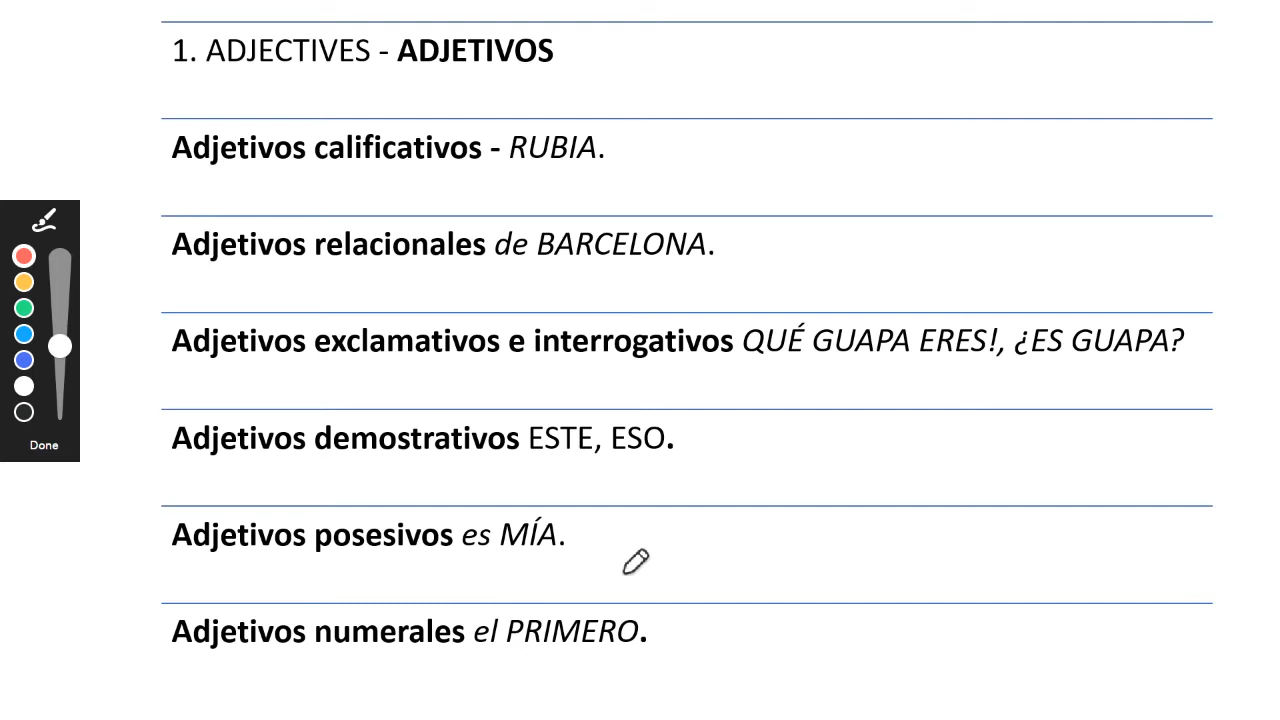 1. ADJECTIVES - ADJETIVOS
Adjetivos calificativos - RUBIA.
Adjetivos relacionales de BARCELONA.
Adjetivos exclamativos e interrogativos QUÉ GUAPA ERES!, ¿ES GUAPA?
Adjetivos demostrativos ESTE, ESO.
Done
Adjetivos posesivos es MÍA.
Adjetivos numerales el PRIMERO.